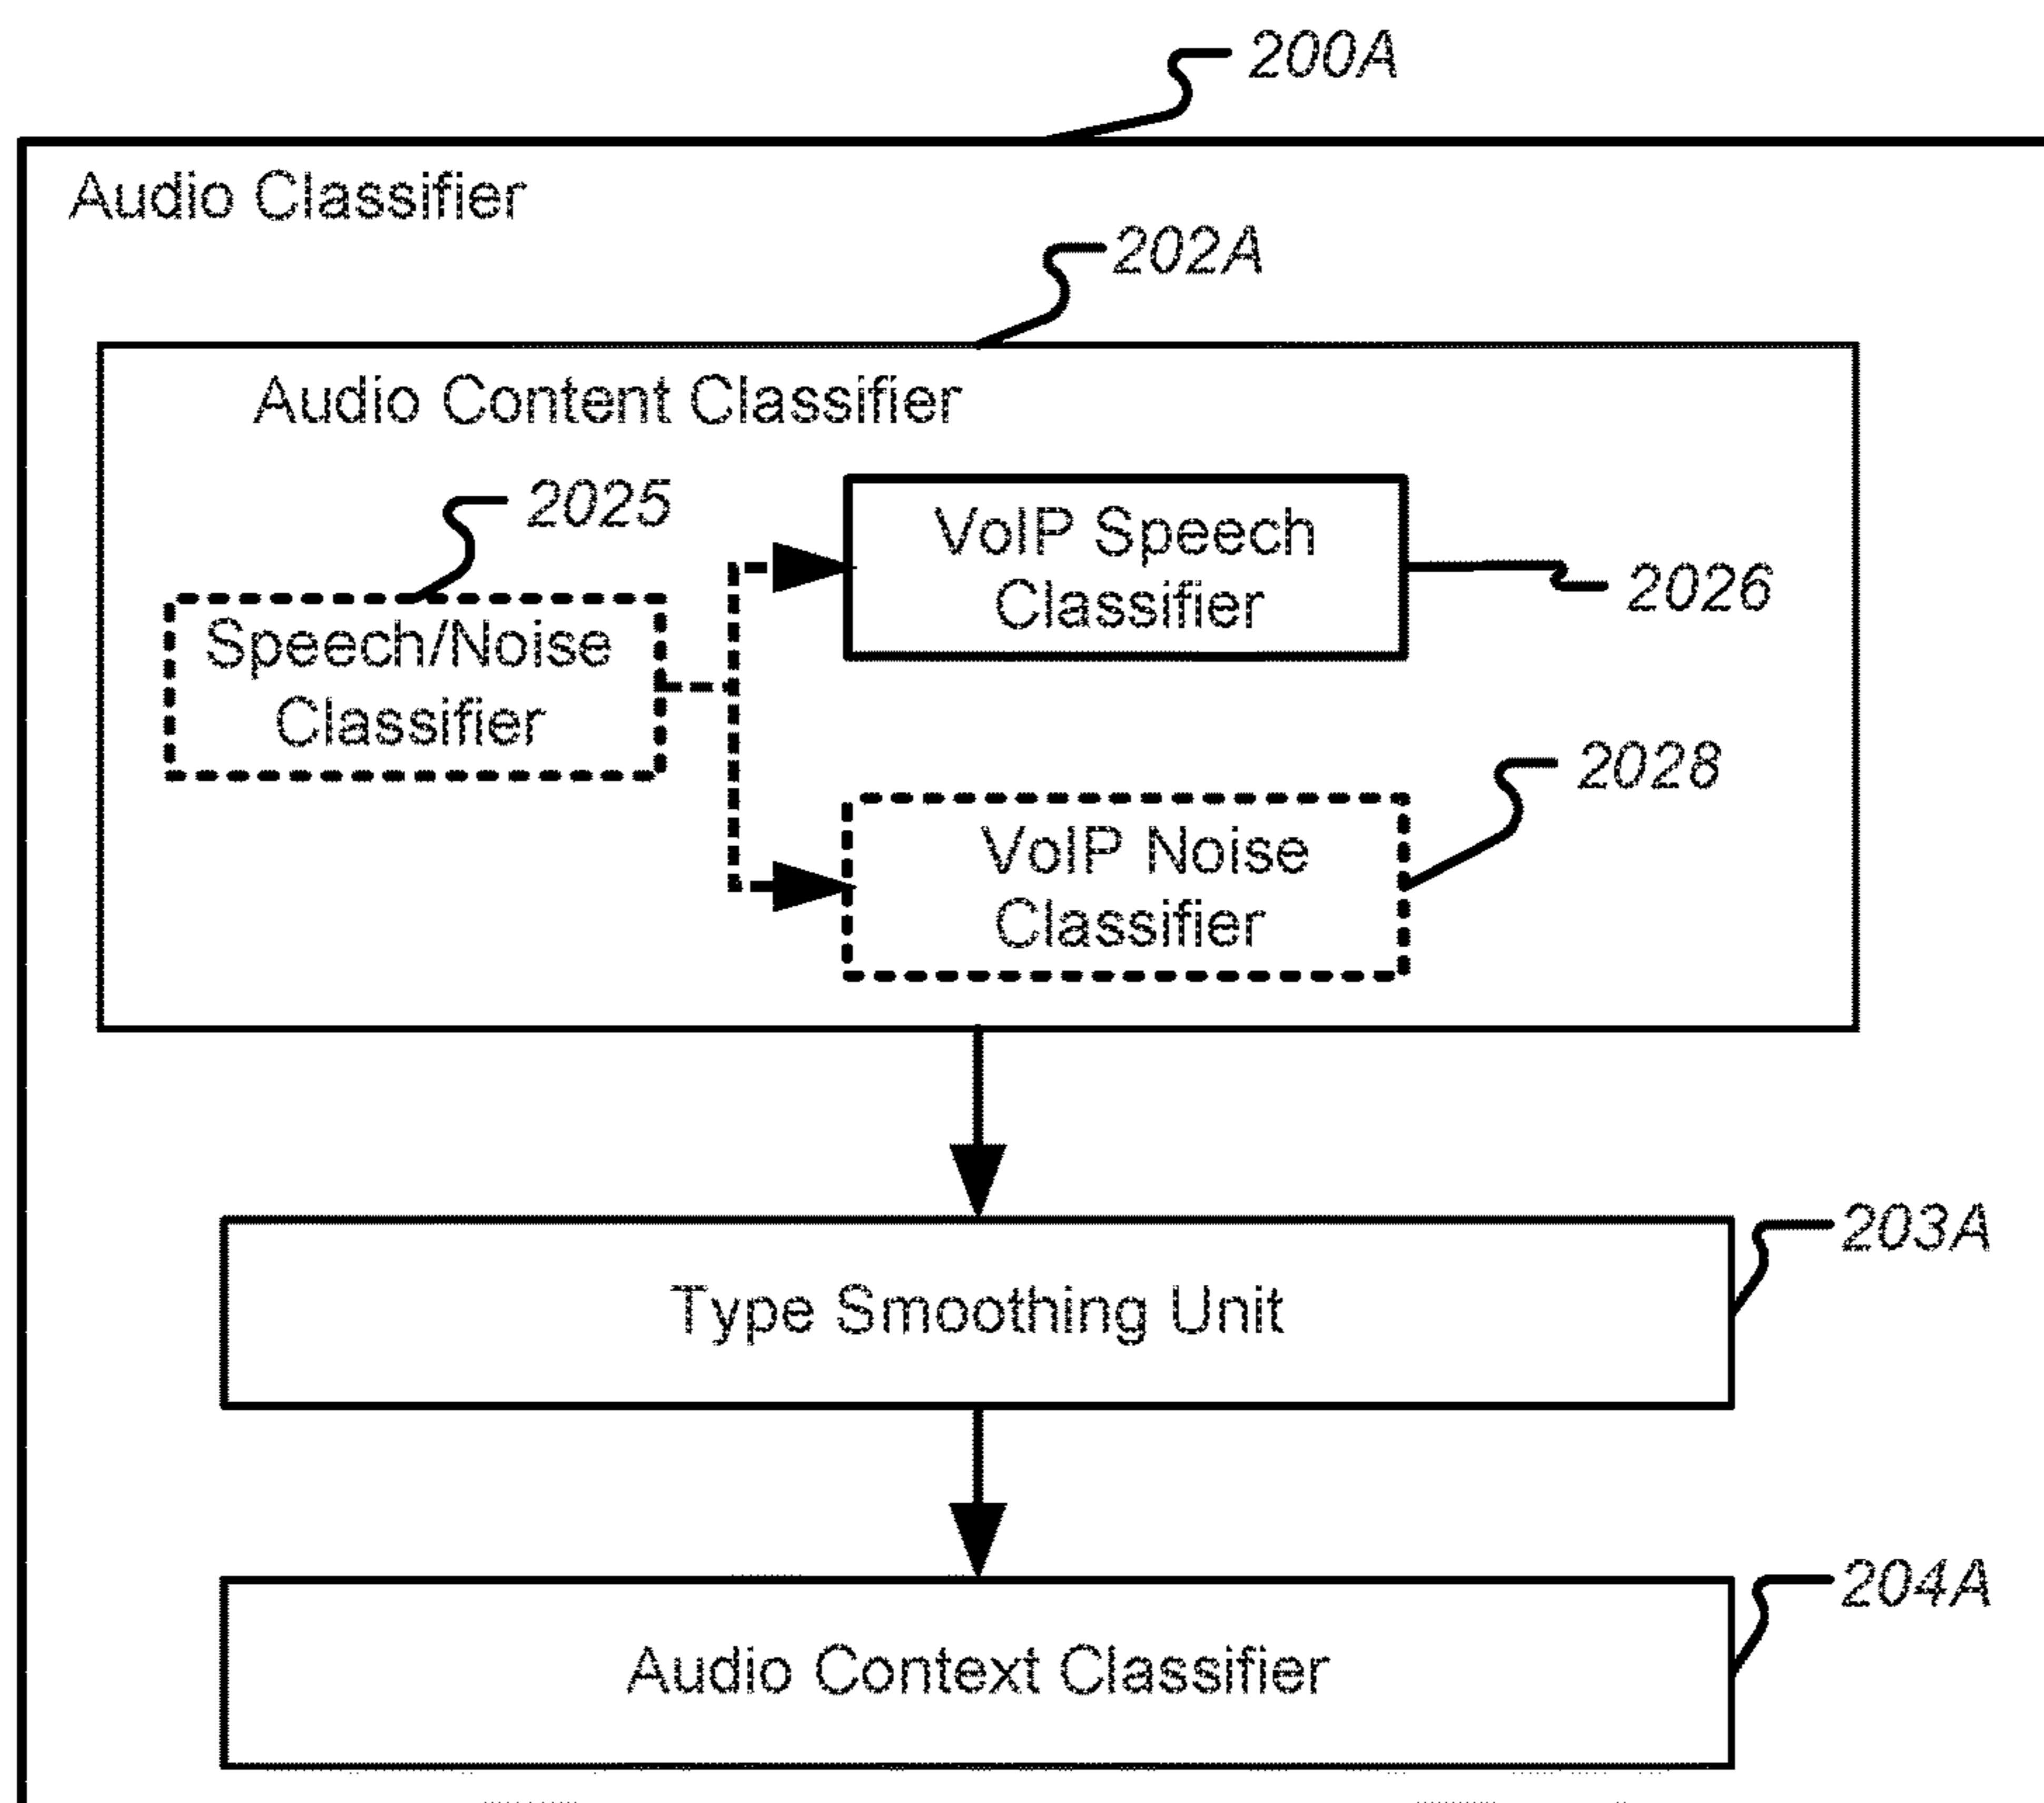 200A
Audio Classifier
202A
Audio Content Classifier
2025
VoIP Speech
Classifier
2026
Speech/Noise
Classifier
2028
VoIP Noise
Classifier
203A
Type Smoothing Unit
204A
Audio Context Classifier